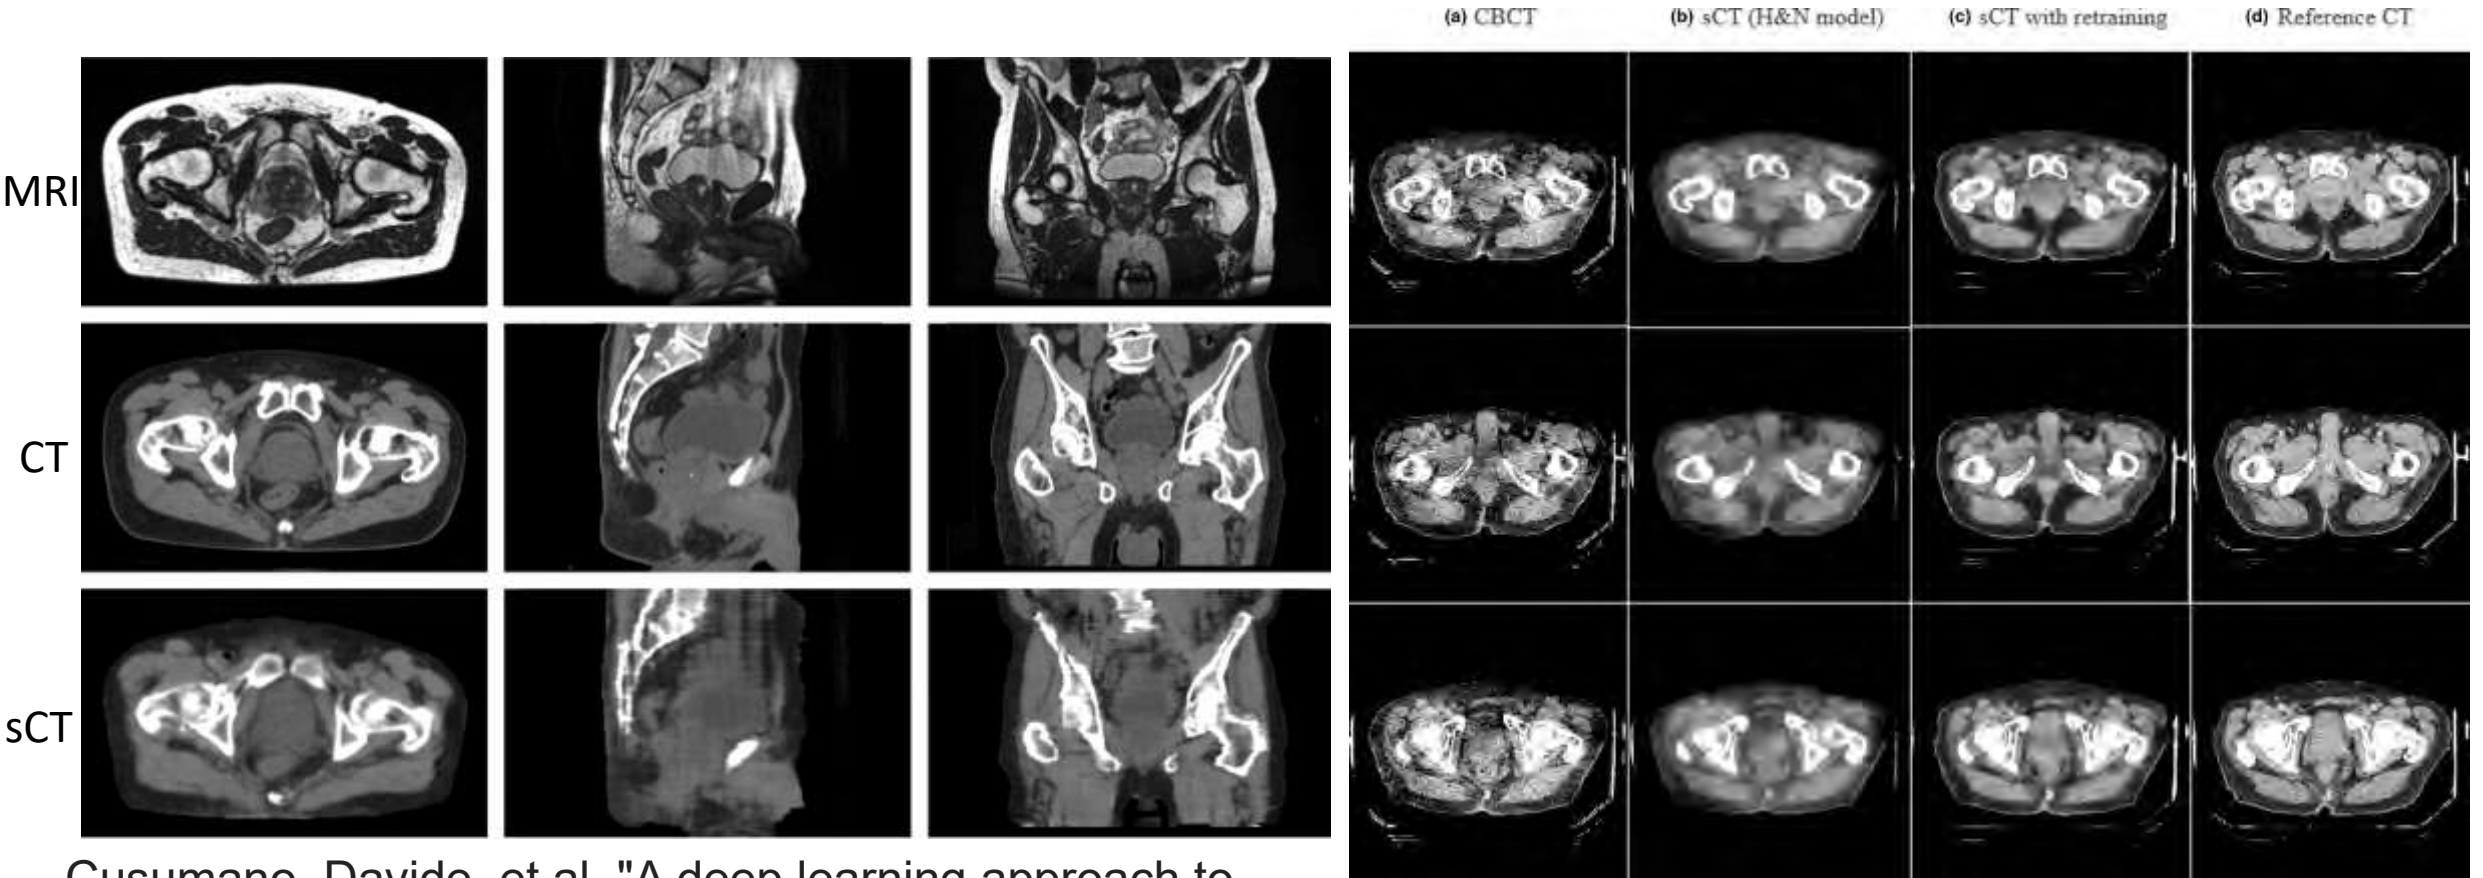 (a) CBCT
(b) sCT (H&N model)
(c) sCT with retraining
(d) Reference CT
MRI
CT
sCT
Cusumano, Davide, et al. "A deep learning approach to